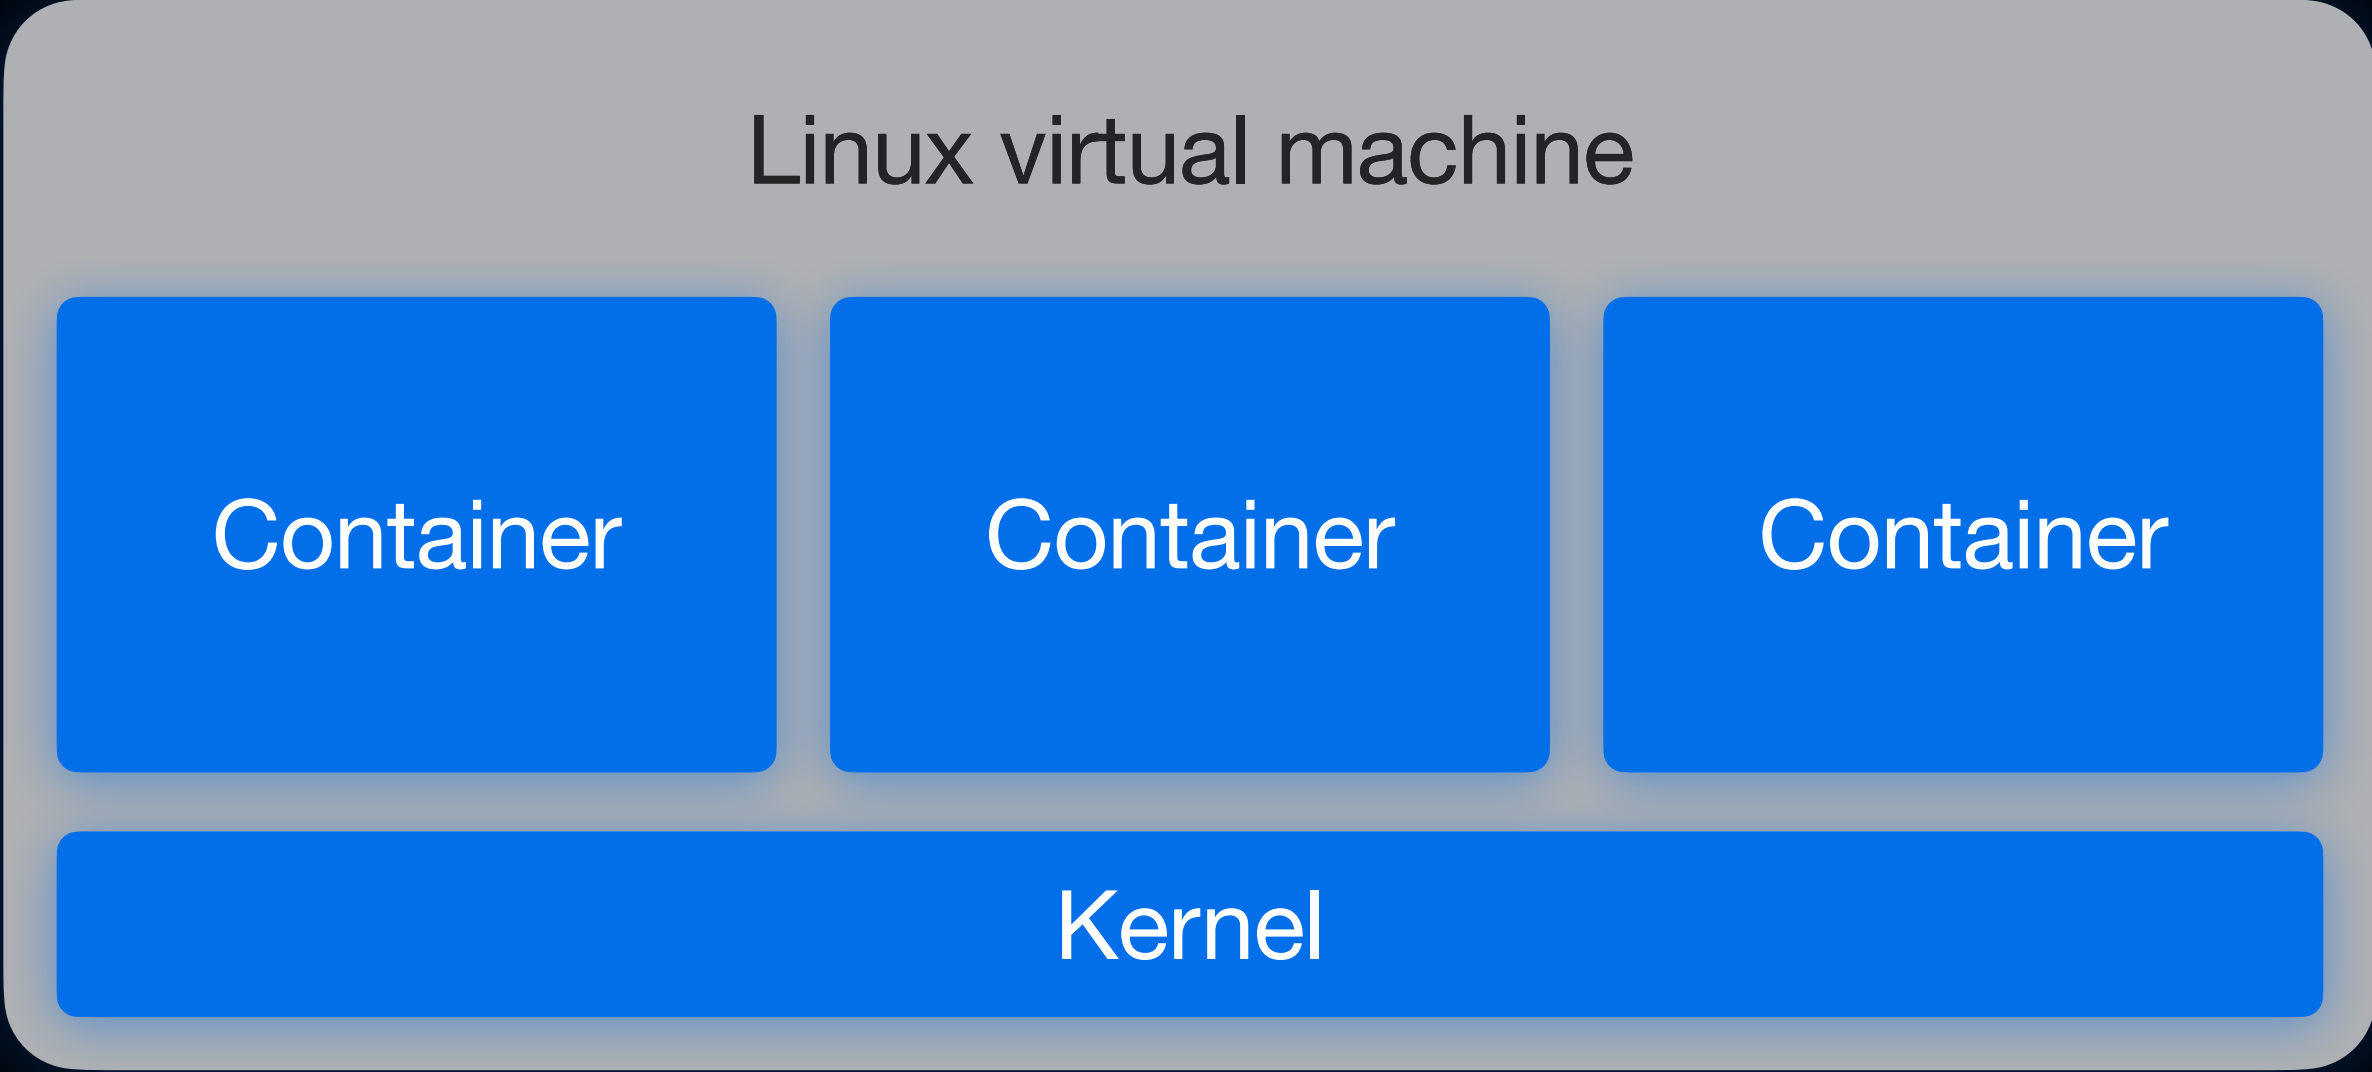 Linux virtual machine
Container
Container
Container
Kernel